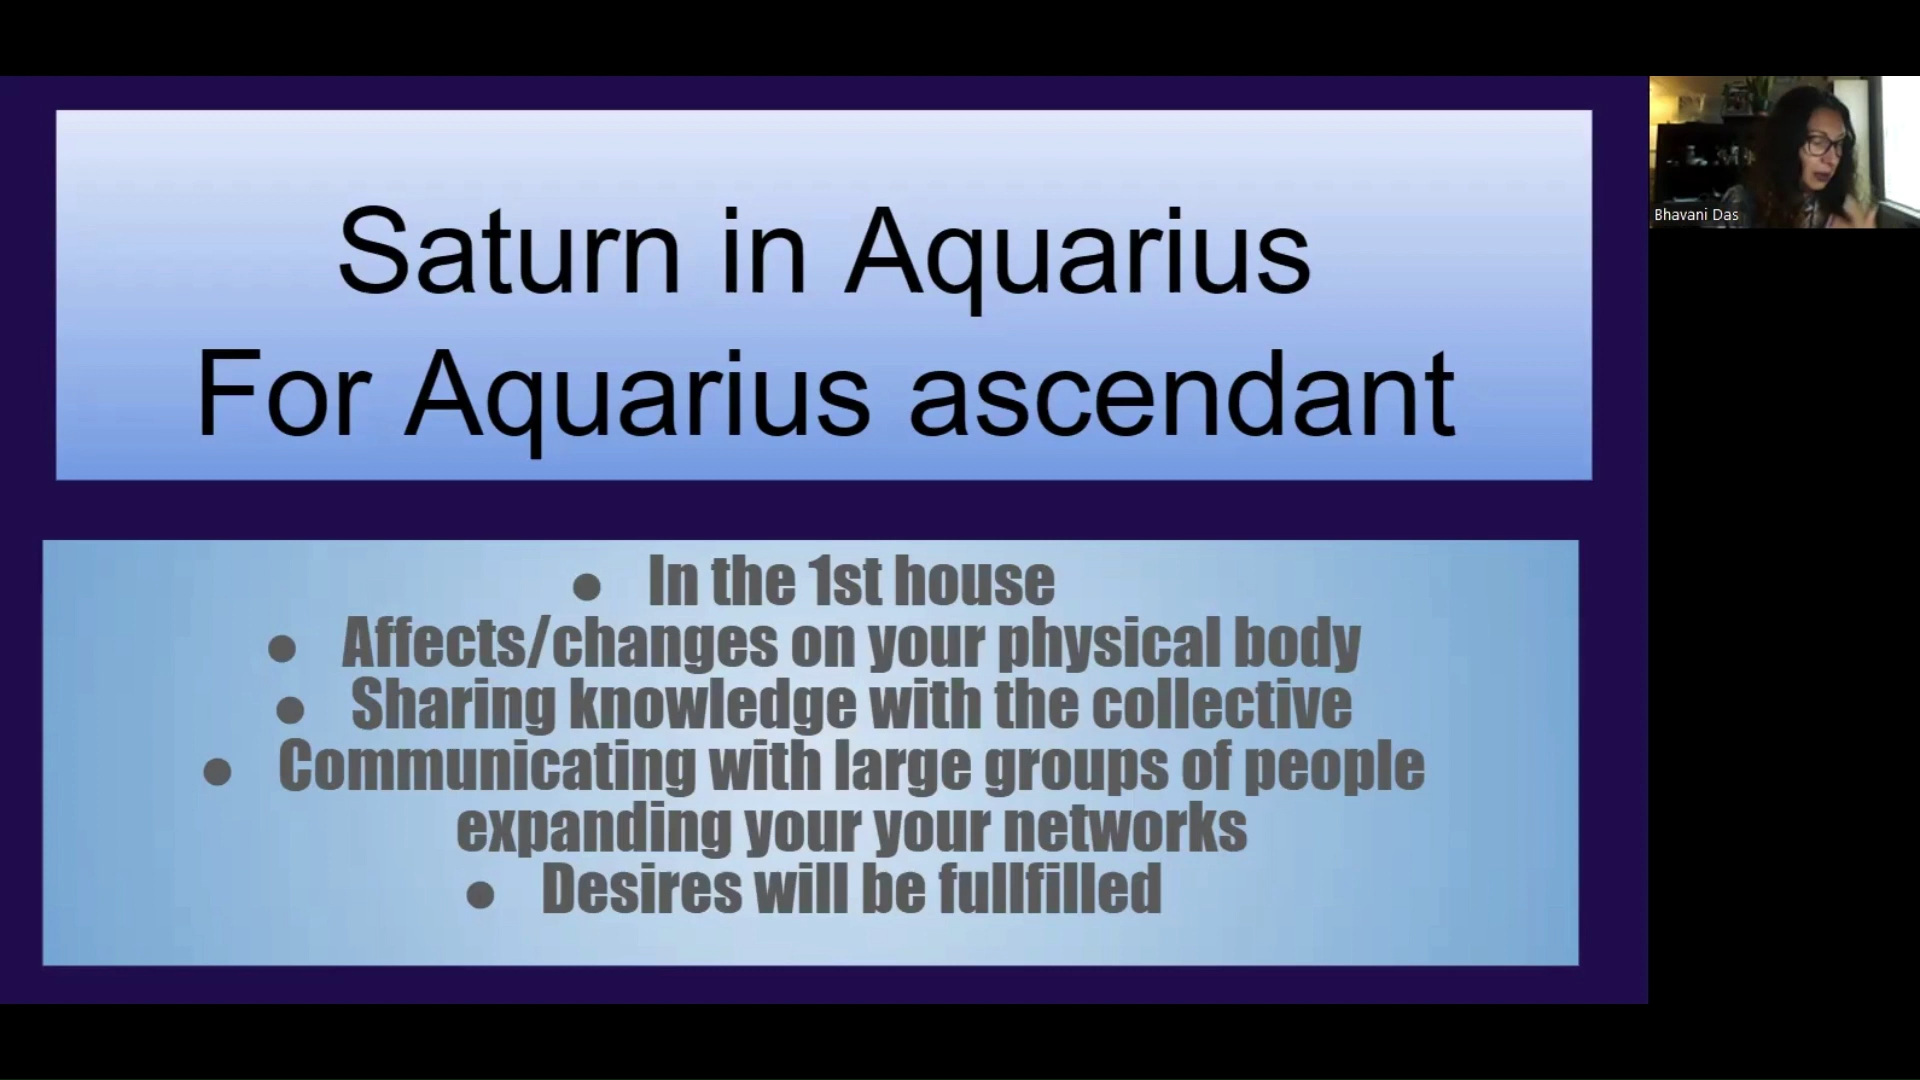 Saturn in Aquarius
For Aquarius ascendant
Bhavani Das
● In the 1st house
● Affects/changes on your physical body
● Sharing knowledge with the collective
● Communicating with large groups of people
expanding your your networks
● Desires will be fullfilled